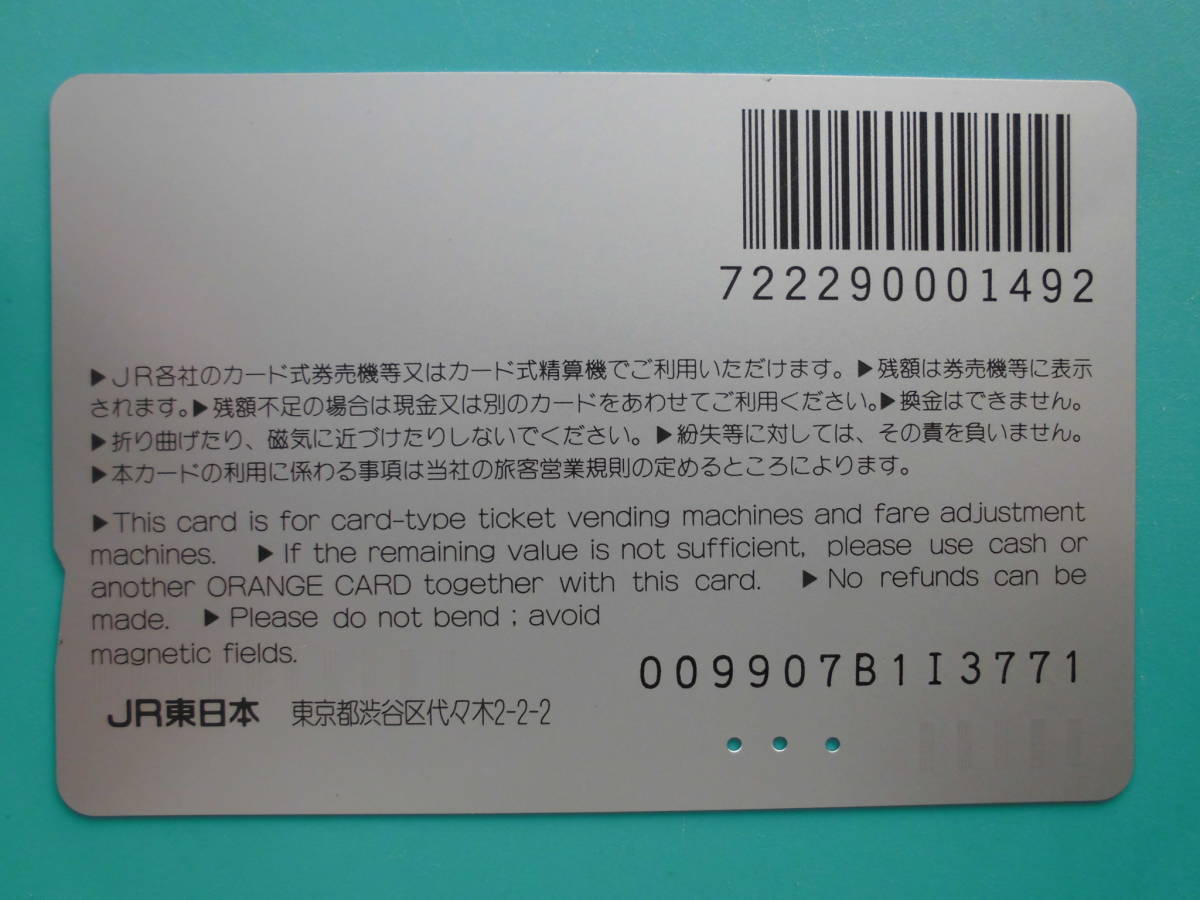 722290001492
▶JR各社のカード式券売機等又はカード式精算機でご利用いただけます。▶残額は券売機等に表示
されます。▶残額不足の場合は現金又は別のカードをあわせてご利用ください。▶換金はできません。
▶折り曲げたり、磁気に近づけたりしないでください。▶紛失等に対しては、その責を負いません。
▶本カードの利用に係わる事項は当社の旅客営業規則の定めるところによります。
▶This card is for card-type ticket vending machines and fare adjustment
machines. ▶If the remaining value is not sufficient, please use cash or
another ORANGE CARD together with this card. ▶No refunds can be
made. ▶Please do not bend ; avoid
magnetic fields.
009907B1I3771
JR東日本 東京都渋谷区代々木2-2-2